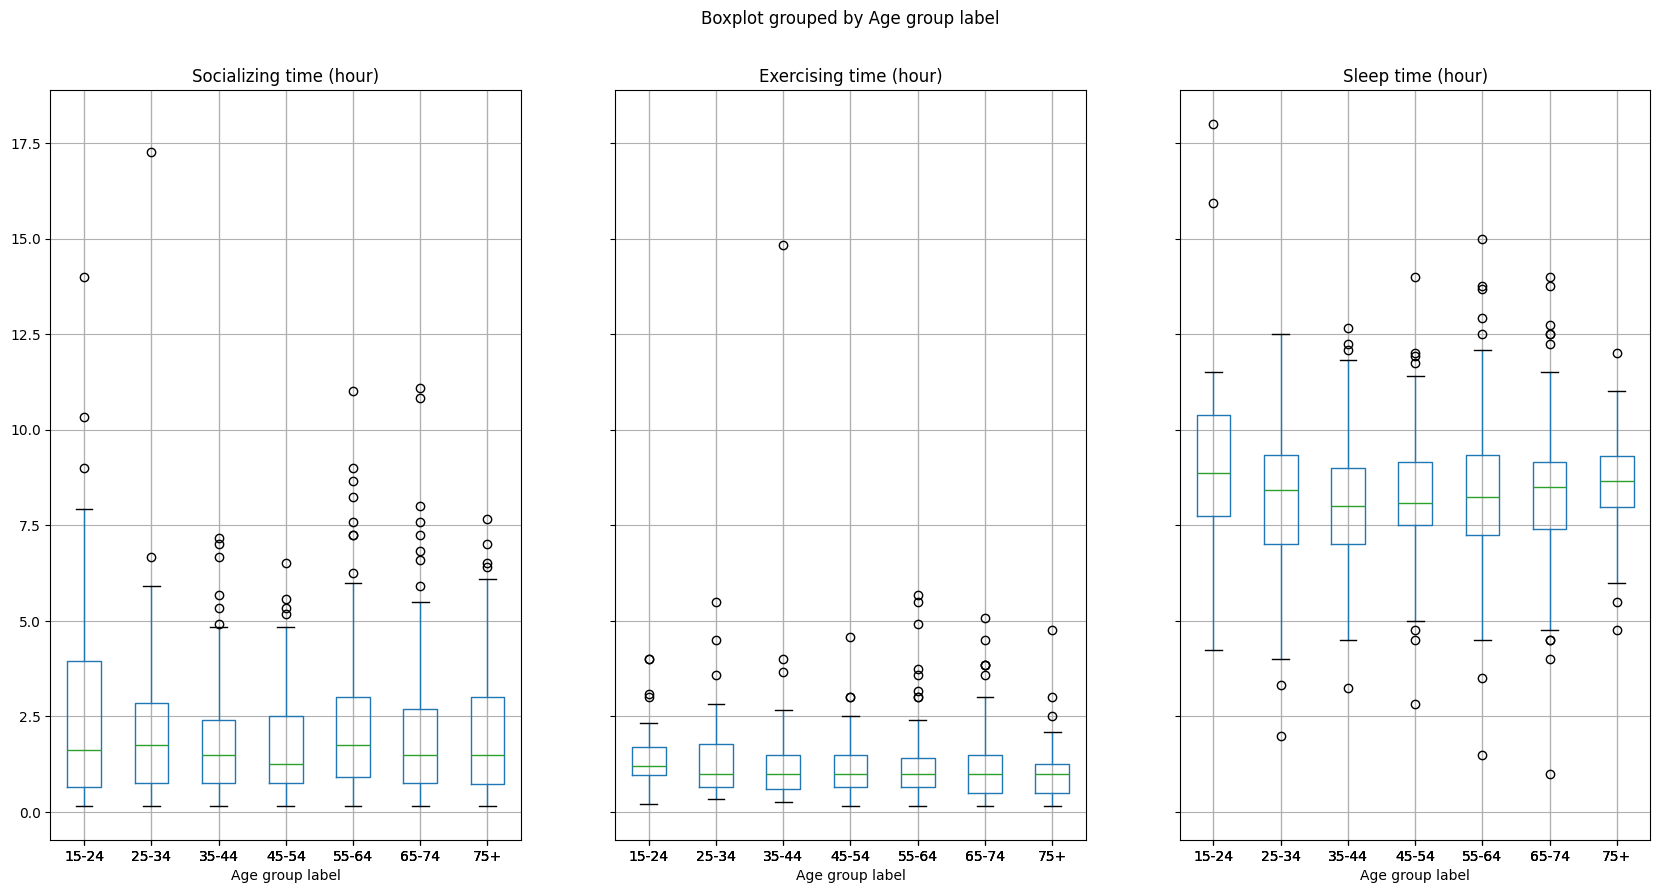 Boxplot grouped by Age group label
Socializing time (hour)
Exercising time (hour)
Sleep time (hour)
17.5
15.0
12.5
10.0
7.5
5.0
2.5
0.0
15-24 25-34 35-44 45-54 55-64 65-74 75+
Age group label
15-24 25-34 35-44 45-54 55-64 65-74 75+
Age group label
15-24 25-34 35-44 45-54 55-64 65-74 75+
Age group label